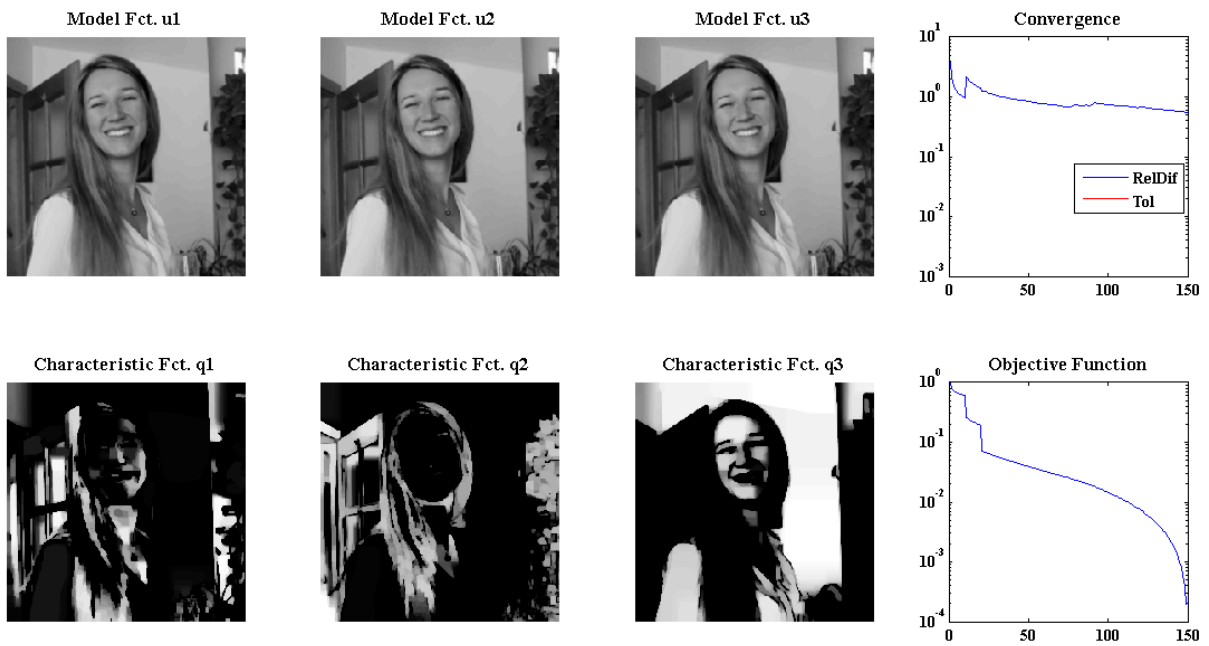 Model Fct. u1
Model Fct. u2
Model Fct. u3
Convergence
10^1
10^0
10^-1
10^-2
10^-3
RelDif
Tol
0 50 100 150
Characteristic Fct. q1
Characteristic Fct. q2
Characteristic Fct. q3
Objective Function
10^0
10^-1
10^-2
10^-3
10^-4
0 50 100 150